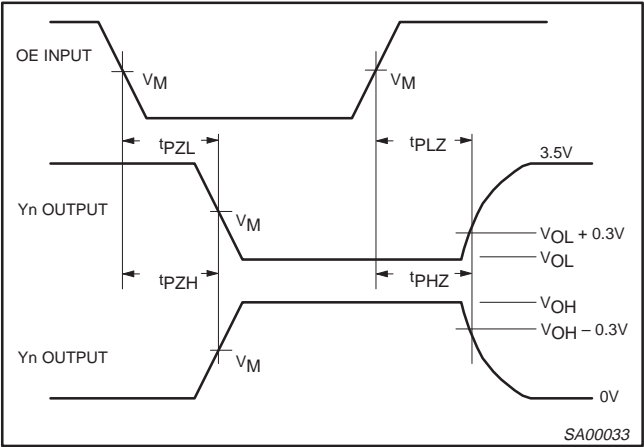 OE INPUT
VM
VM
tPZL
tPLZ
3.5V
Yn OUTPUT
VM
VOL + 0.3V
VOL
tPZH
tPHZ
VOH
VOH – 0.3V
Yn OUTPUT
VM
0V
SA00033